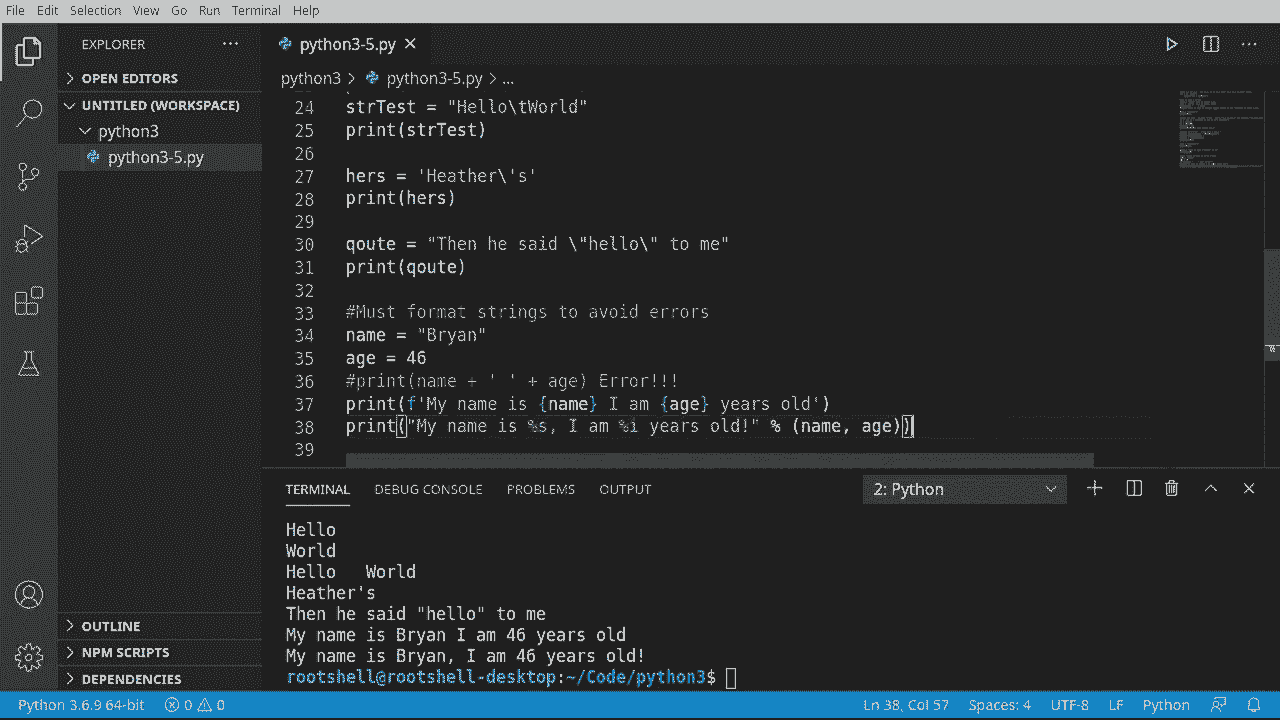 File Edit Selection View Go Run Terminal Help
EXPLORER ...
python3-5.py
OPEN EDITORS
UNTITLED (WORKSPACE)
python3
python3-5.py
OUTLINE
NPM SCRIPTS
DEPENDENCIES
python3 > python3-5.py > ...
24 strTest = "Hello\tWorld"
25 print(strTest)
26
27 hers = 'Heather\'s'
28 print(hers)
29
30 qoute = "Then he said \"hello\" to me"
31 print(qoute)
32
33 #Must format strings to avoid errors
34 name = "Bryan"
35 age = 46
36 #print(name + ' ' + age) Error!!!
37 print(f'My name is {name} I am {age} years old')
38 print("My name is %s, I am %i years old!" % (name, age))
39
TERMINAL DEBUG CONSOLE PROBLEMS OUTPUT 2: Python
Hello
World
Hello World
Heather's
Then he said "hello" to me
My name is Bryan I am 46 years old
My name is Bryan, I am 46 years old!
rootshell@rootshell-desktop:~/Code/python3$
Python 3.6.9 64-bit 0 0 Ln 38, Col 57 Spaces: 4 UTF-8 LF Python